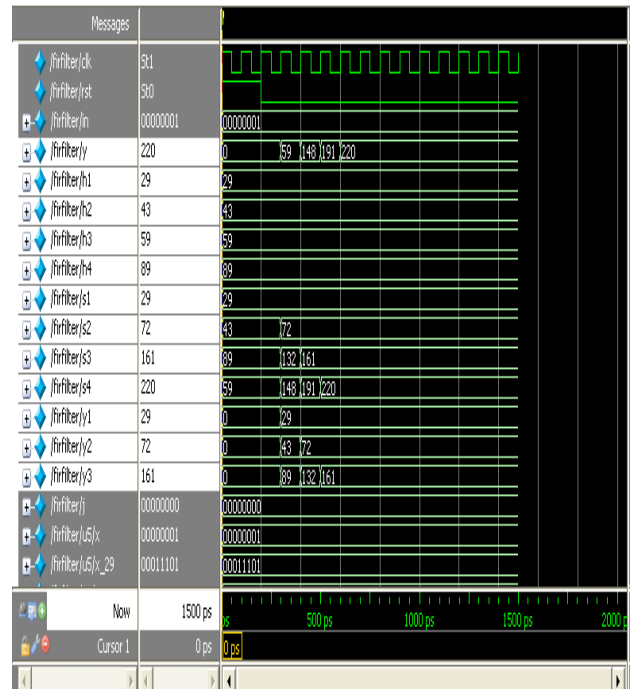 Messages
/firfilter/clk St1
/firfilter/rst St0
/firfilter/in 00000001 00000001
/firfilter/y 220 0 59 148 191 220
/firfilter/h1 29 29
/firfilter/h2 43 43
/firfilter/h3 59 59
/firfilter/h4 89 89
/firfilter/s1 29 29
/firfilter/s2 72 43 72
/firfilter/s3 161 89 132 161
/firfilter/s4 220 59 148 191 220
/firfilter/y1 29 0 29
/firfilter/y2 72 0 43 72
/firfilter/y3 161 0 89 132 161
/firfilter/j 00000000 00000000
/firfilter/u5/x 00000001 00000001
/firfilter/u5/x_29 00011101 00011101
Now 1500 ps ps 500 ps 1000 ps 1500 ps 2000 p
Cursor 1 0 ps 0 ps